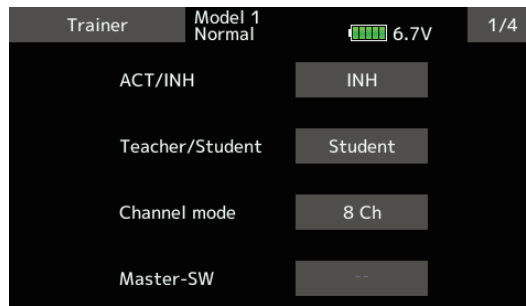 Trainer
Model 1
Normal
6.7V
1/4
ACT/INH INH
Teacher/Student Student
Channel mode 8 Ch
Master-SW --